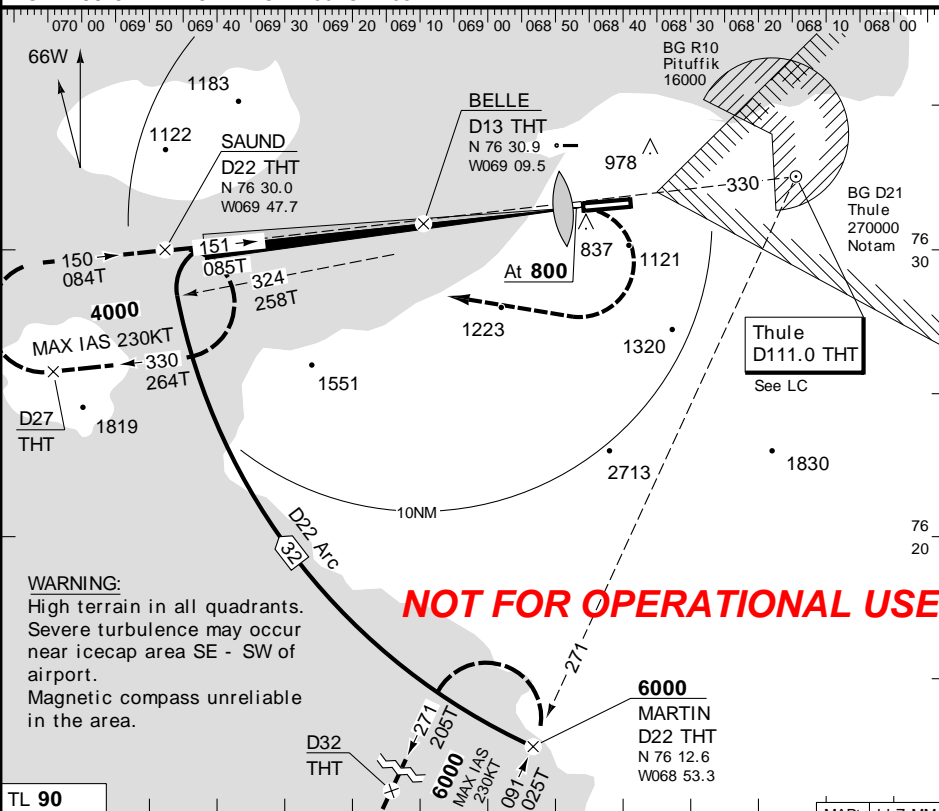 070 00 069 50 069 40 069 30 069 20 069 10 069 00 068 50 068 40 068 30 068 20 068 10 068 00
66W
1183
1122
SAUND
D22 THT
N 76 30.0
W069 47.7
BELLE
D13 THT
N 76 30.9
W069 09.5
978
BG R10
Pituffik
16000
330
BG D21
Thule
270000
Notam
76
30
150
084T
151
085T
324
258T
At 800
837
1121
1223
1320
4000
MAX IAS 230KT
330
264T
1551
D27
THT
1819
Thule
D111.0 THT
See LC
2713
1830
10NM
D22 Arc
32
76
20
WARNING:
High terrain in all quadrants.
Severe turbulence may occur
near icecap area SE - SW of
airport.
Magnetic compass unreliable
in the area.
NOT FOR OPERATIONAL USE
271
6000
MARTIN
D22 THT
N 76 12.6
W068 53.3
271
205T
D32
THT
6000
MAX IAS
230KT
091
025T
TL 90